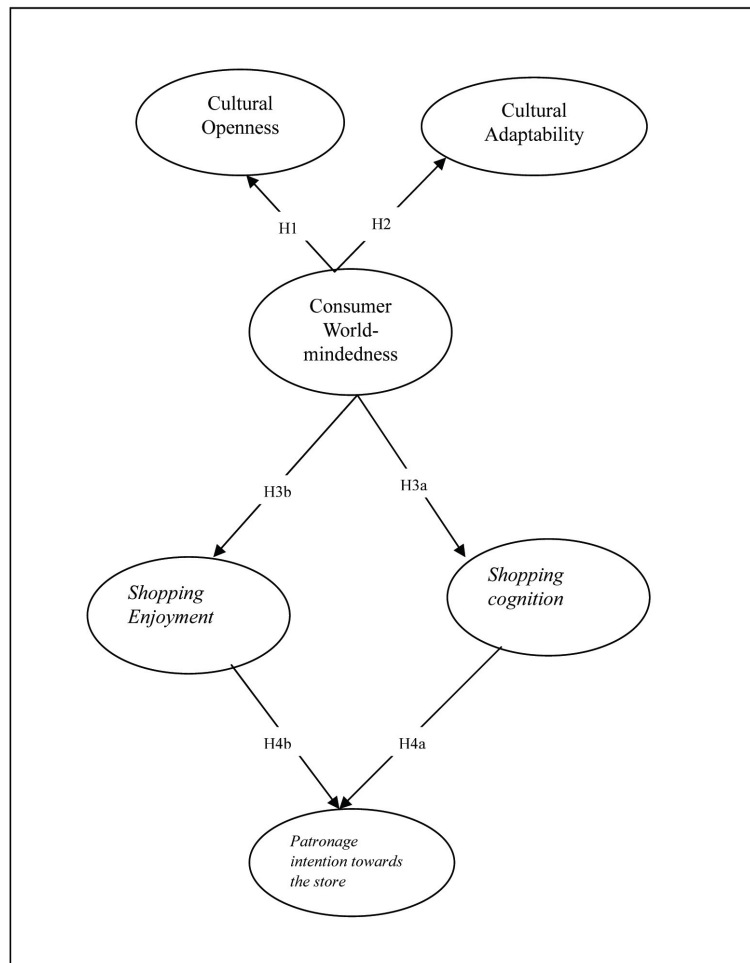 Cultural
Openness
Cultural
Adaptability
H1
H2
Consumer
World-
mindedness
H3b
H3a
Shopping
Enjoyment
Shopping
cognition
H4b
H4a
Patronage
intention towards
the store